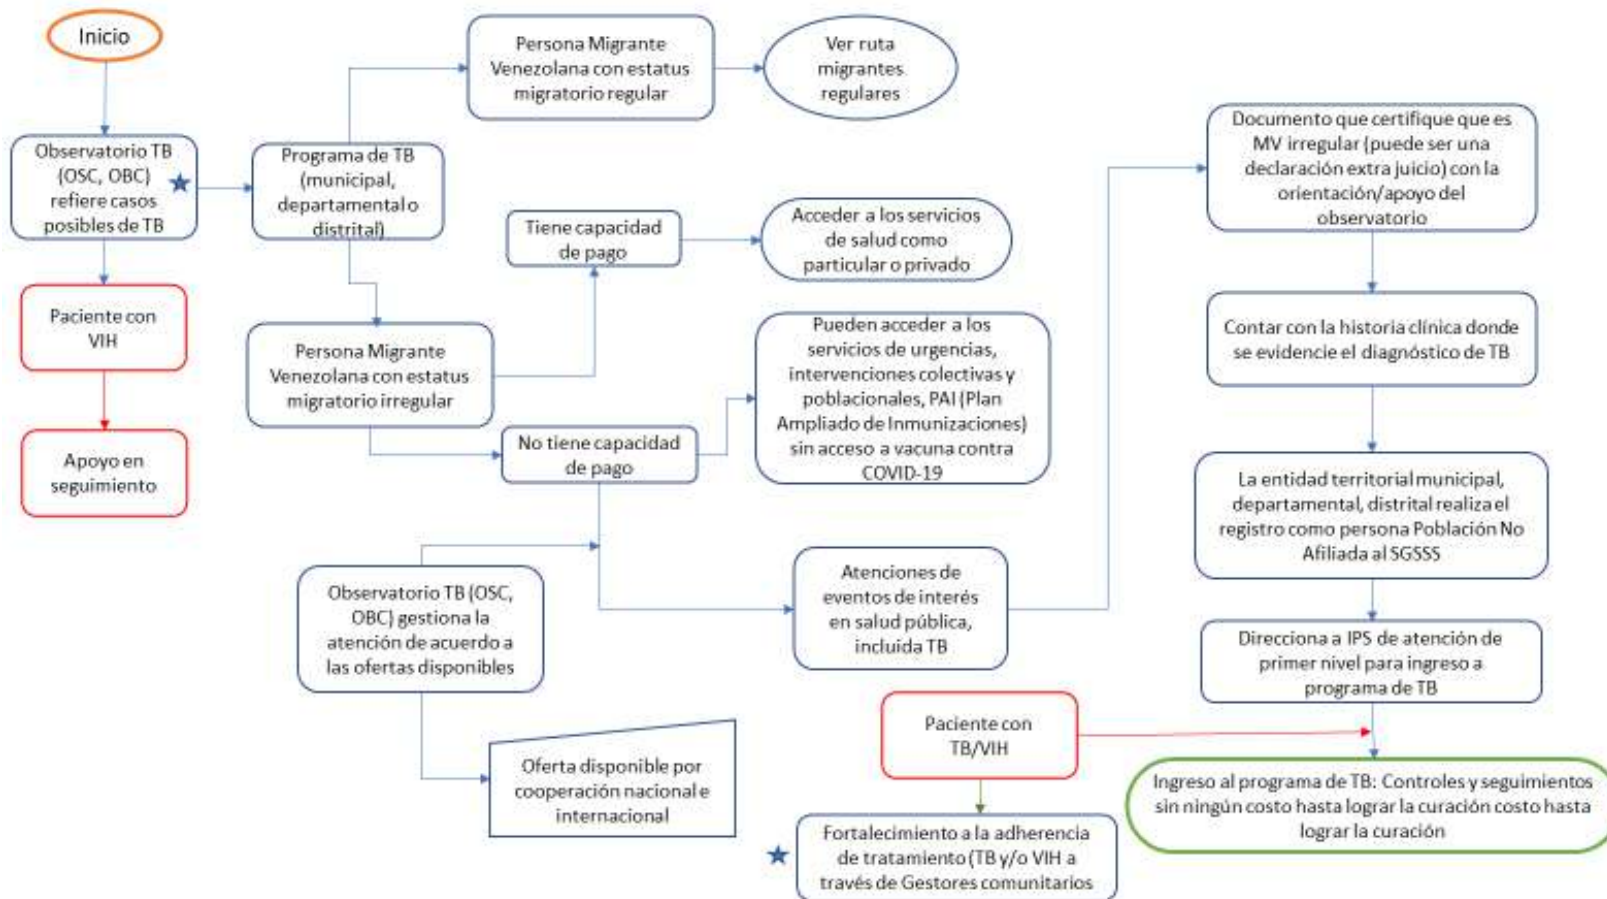 Inicio
Observatorio TB
(OSC, OBC)
refiere casos
posibles de TB
Paciente con
VIH
Apoyo en
seguimiento
Programa de TB
(municipal,
departamental o
distrital)
Persona Migrante
Venezolana con estatus
migratorio regular
Ver ruta
migrantes
regulares
Persona Migrante
Venezolana con estatus
migratorio irregular
Tiene capacidad
de pago
Acceder a los servicios
de salud como
particular o privado
No tiene capacidad
de pago
Pueden acceder a los
servicios de urgencias,
intervenciones colectivas y
poblacionales, PAI (Plan
Ampliado de Inmunizaciones)
sin acceso a vacuna contra
COVID-19
Observatorio TB (OSC,
OBC) gestiona la
atención de acuerdo a
las ofertas disponibles
Oferta disponible por
cooperación nacional e
internacional
Atenciones de
eventos de interés
en salud pública,
incluida TB
Documento que certifique que es
MV irregular (puede ser una
declaración extra juicio) con la
orientación/apoyo del
observatorio
Contar con la historia clínica donde
se evidencie el diagnóstico de TB
La entidad territorial municipal,
departamental, distrital realiza el
registro como persona Población No
Afiliada al SGSSS
Direcciona a IPS de atención de
primer nivel para ingreso a
programa de TB
Paciente con
TB/VIH
Ingreso al programa de TB: Controles y seguimientos
sin ningún costo hasta lograr la curación costo hasta
lograr la curación
Fortalecimiento a la adherencia
de tratamiento (TB y/o VIH a
través de Gestores comunitarios